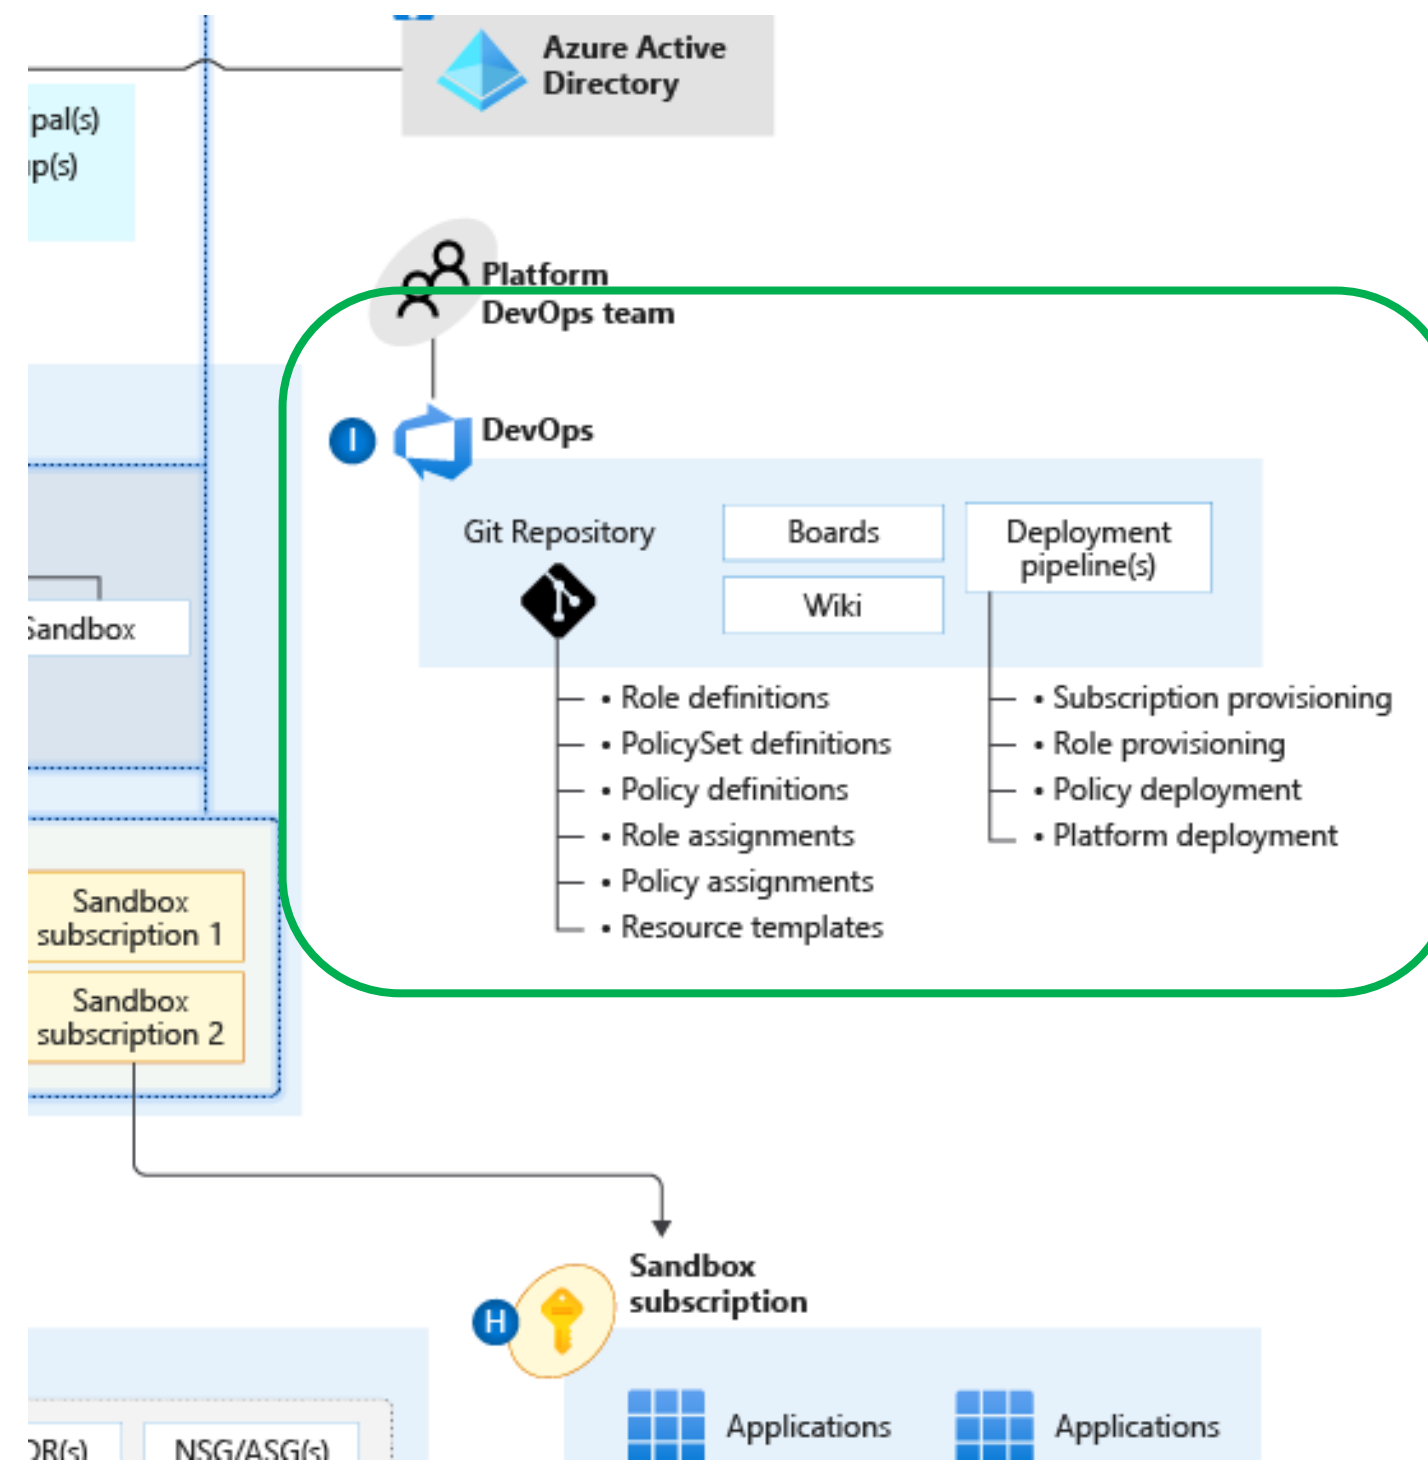 Azure Active
Directory
Platform
DevOps team
I
DevOps
Git Repository
Boards
Wiki
Deployment
pipeline(s)
• Role definitions
• PolicySet definitions
• Policy definitions
• Role assignments
• Policy assignments
• Resource templates
• Subscription provisioning
• Role provisioning
• Policy deployment
• Platform deployment
Sandbox
Sandbox
subscription 1
Sandbox
subscription 2
H
Sandbox
subscription
Applications
Applications
NSG/ASG(s)